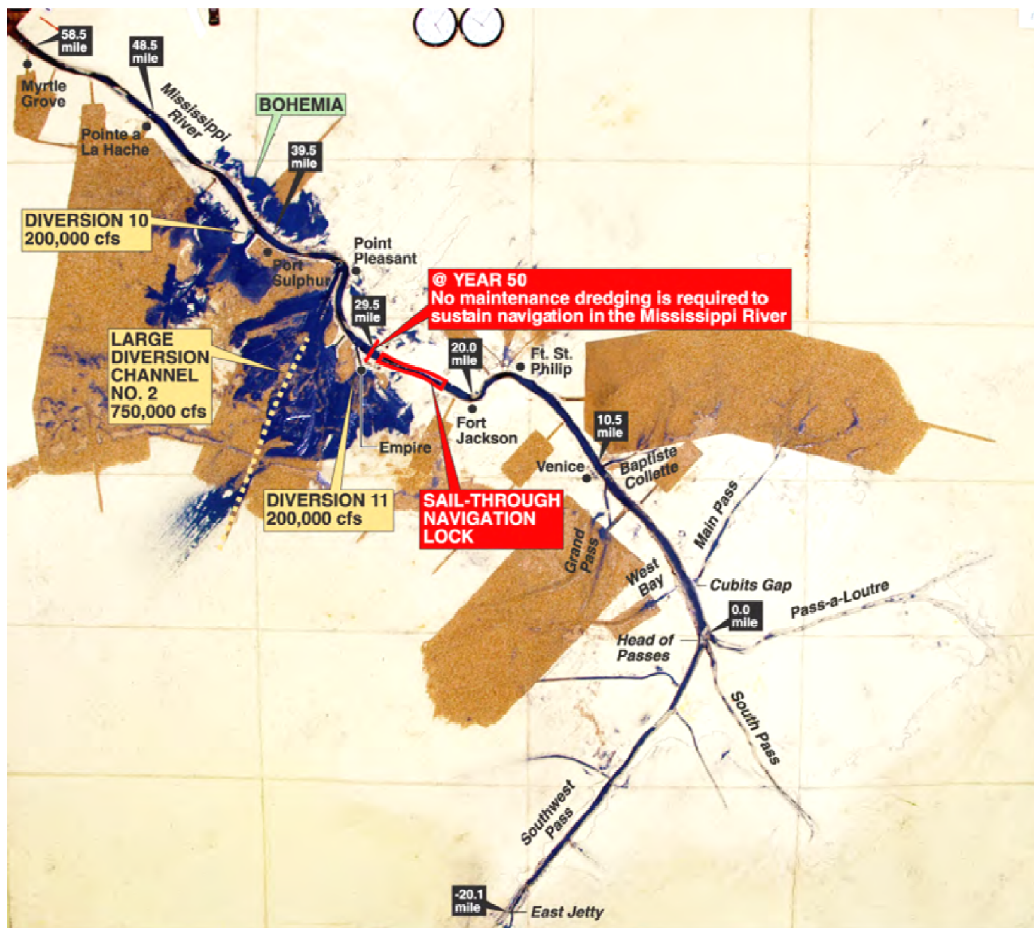 58.5
mile
Myrtle
Grove
48.5
mile
Pointe a
La Hache
Mississippi
River
BOHEMIA
39.5
mile
DIVERSION 10
200,000 cfs
Port
Sulphur
Point
Pleasant
@ YEAR 50
No maintenance dredging is required to
sustain navigation in the Mississippi River
29.5
mile
LARGE
DIVERSION
CHANNEL
NO. 2
750,000 cfs
20.0
mile
Ft. St.
Philip
Fort
Jackson
Empire
10.5
mile
Venice
Baptiste
Collette
DIVERSION 11
200,000 cfs
SAIL-THROUGH
NAVIGATION
LOCK
Grand
Pass
West
Bay
Main Pass
Cubits Gap
Pass-a-Loutre
0.0
mile
Head of
Passes
South Pass
Southwest
Pass
-20.1
mile
East Jetty